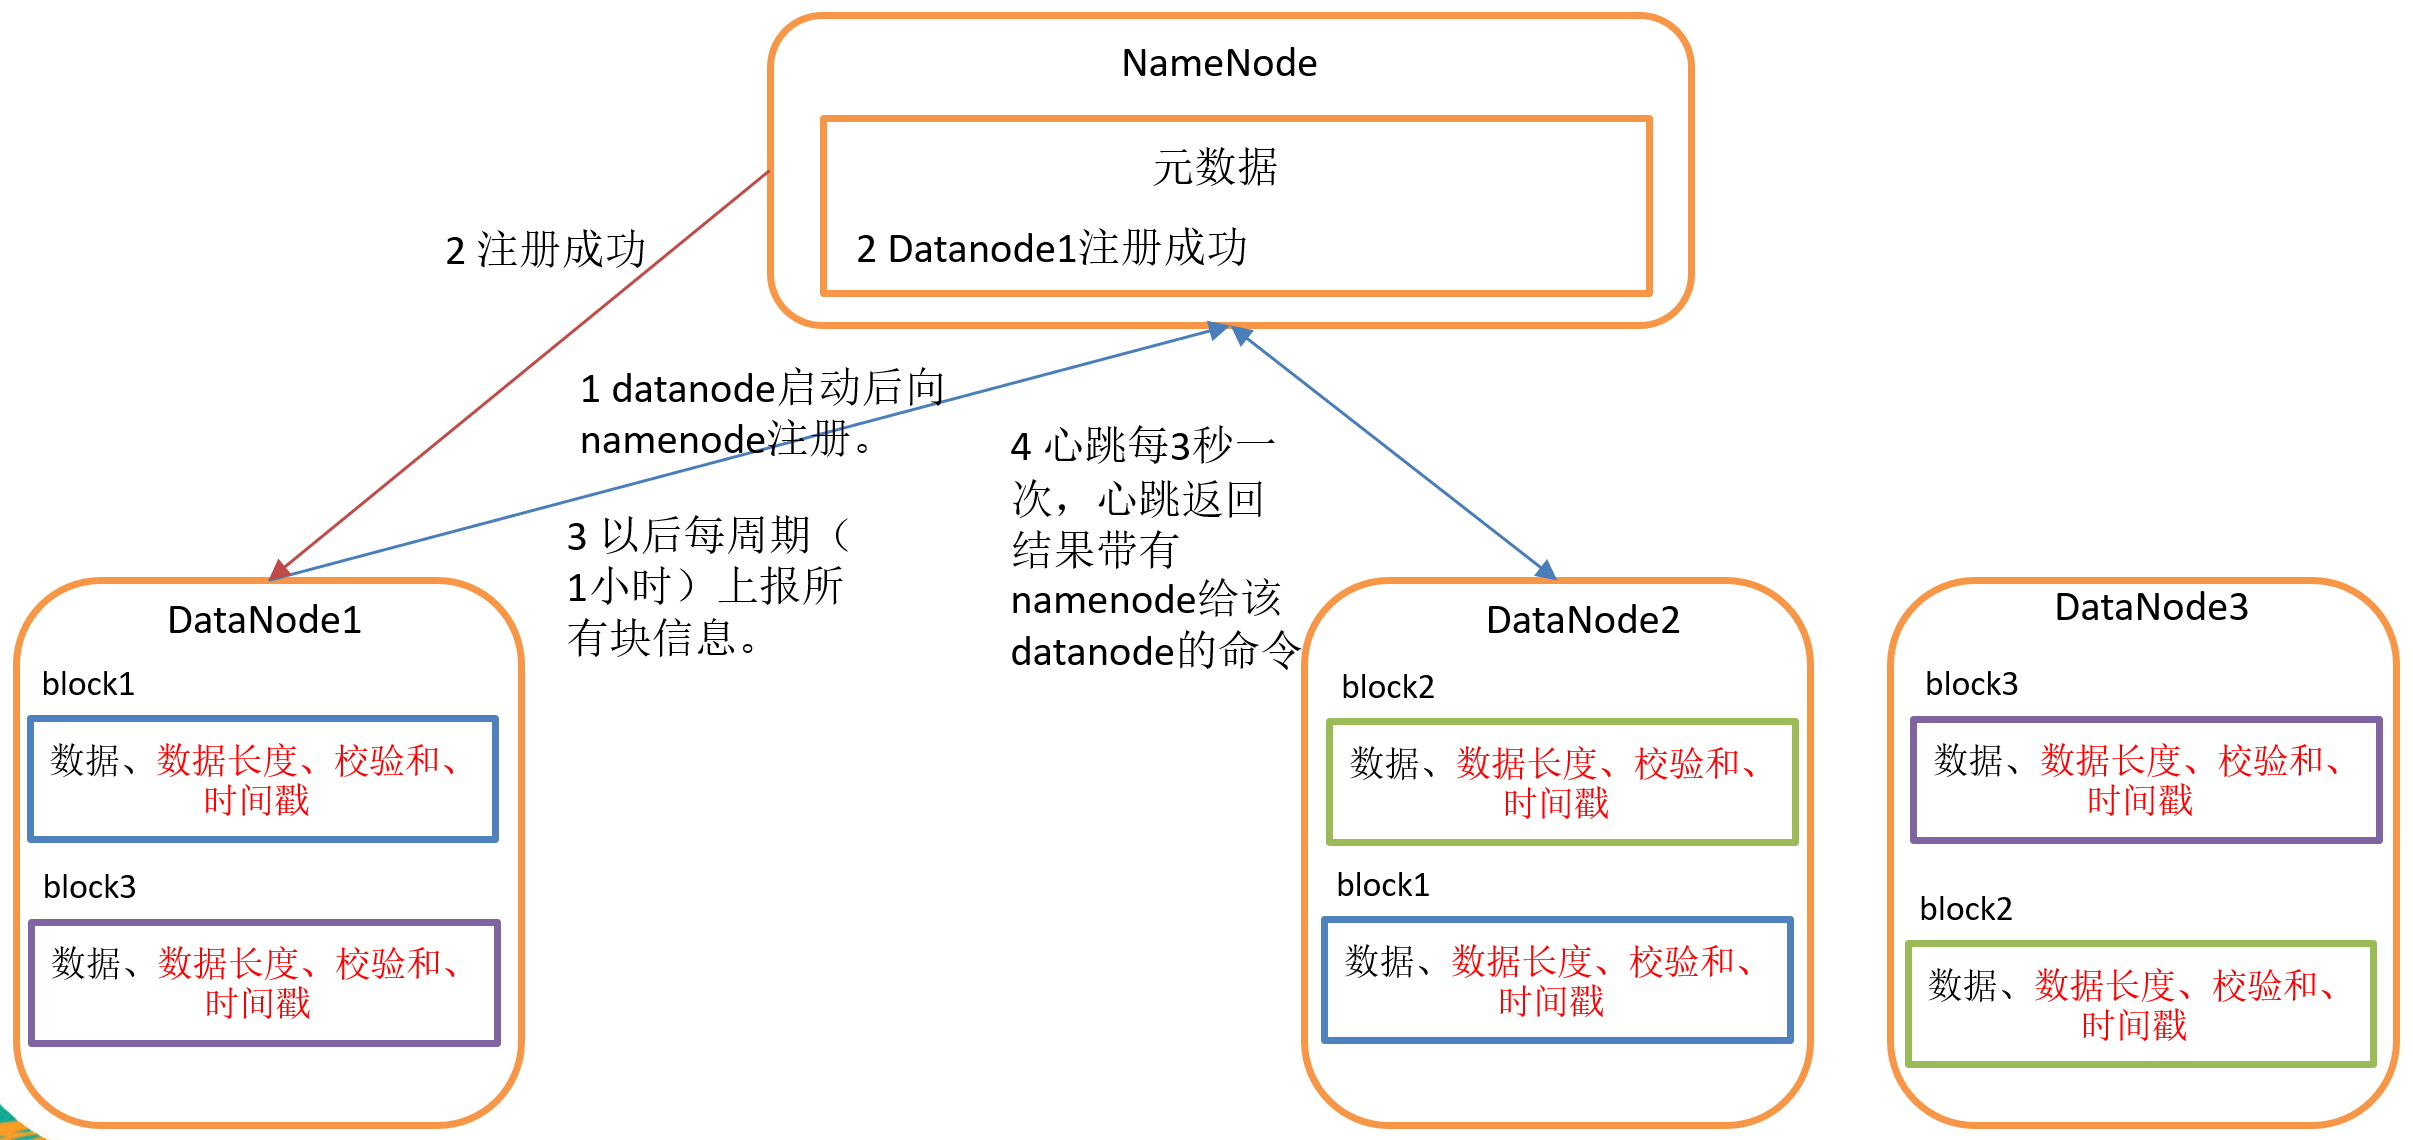 NameNode
元数据
2 Datanode1注册成功
2 注册成功
1 datanode启动后向
namenode注册。
3 以后每周期（
1小时）上报所
有块信息。
4 心跳每3秒一
次，心跳返回
结果带有
namenode给该
datanode的命令
DataNode1
block1
数据、数据长度、校验和、
时间戳
block3
数据、数据长度、校验和、
时间戳
DataNode2
block2
数据、数据长度、校验和、
时间戳
block1
数据、数据长度、校验和、
时间戳
DataNode3
block3
数据、数据长度、校验和、
时间戳
block2
数据、数据长度、校验和、
时间戳